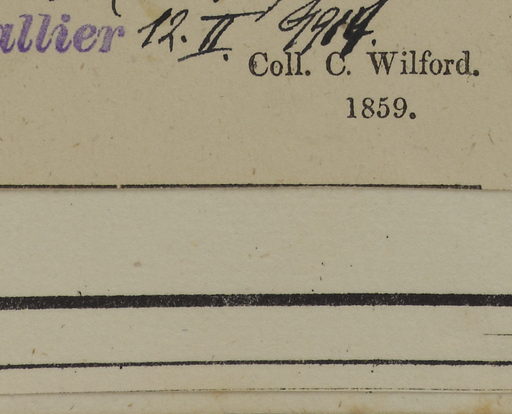 allier 12. II. 1914.
Coll. C. Wilford.
1859.